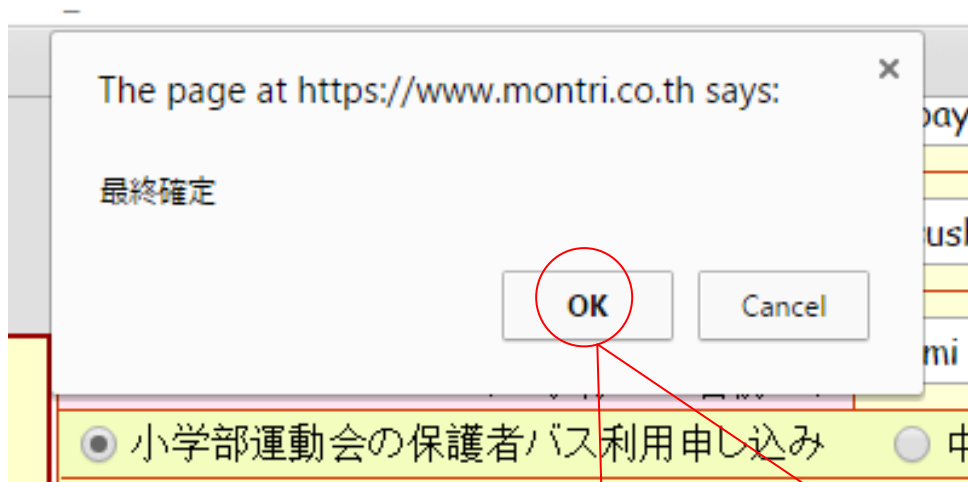 The page at https://www.montri.co.th says:
最終確定
OK
Cancel
mi
小学部運動会の保護者バス利用申し込み